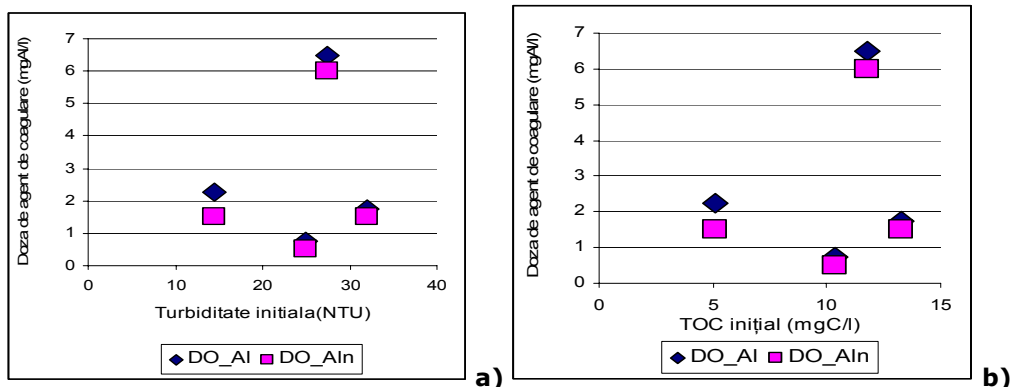 Doza de agent de coagulare (mgAl/l)
7
6
5
4
3
2
1
0
0 10 20 30 40
Turbiditate initiala(NTU)
DO_Al DO_Aln
a)
Doza de agent de coagulare (mgAl/l)
7
6
5
4
3
2
1
0
0 5 10 15
TOC inițial (mgC/l)
DO_Al DO_Aln
b)